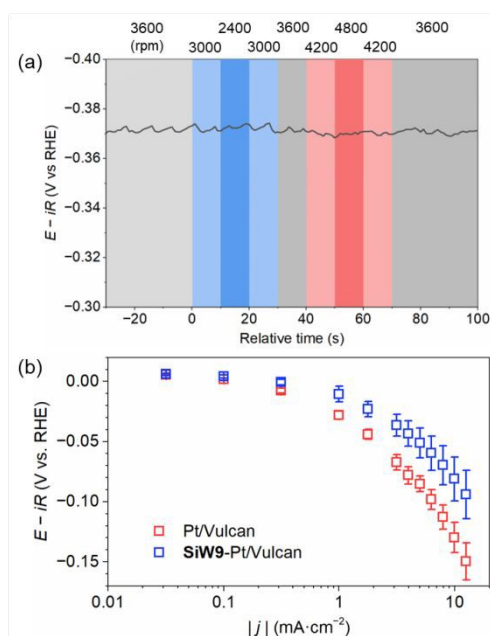 3600 2400 3600 4800 3600
(rpm) 3000 3000 4200 4200
(a)
E − iR (V vs RHE)
−0.40
−0.38
−0.36
−0.34
−0.32
−0.30
−20 0 20 40 60 80 100
Relative time (s)
(b)
E − iR (V vs. RHE)
0.00
−0.05
−0.10
−0.15
Pt/Vulcan
SiW9-Pt/Vulcan
0.01 0.1 1 10
|j| (mA·cm⁻²)